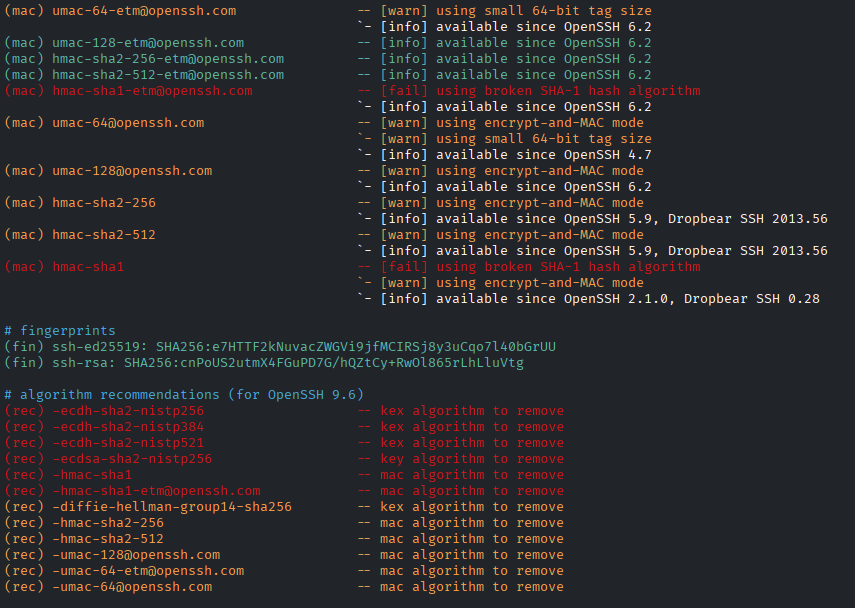 (mac) umac-64-etm@openssh.com -- [warn] using small 64-bit tag size
`- [info] available since OpenSSH 6.2
(mac) umac-128-etm@openssh.com -- [info] available since OpenSSH 6.2
(mac) hmac-sha2-256-etm@openssh.com -- [info] available since OpenSSH 6.2
(mac) hmac-sha2-512-etm@openssh.com -- [info] available since OpenSSH 6.2
(mac) hmac-sha1-etm@openssh.com -- [fail] using broken SHA-1 hash algorithm
`- [info] available since OpenSSH 6.2
(mac) umac-64@openssh.com -- [warn] using encrypt-and-MAC mode
`- [warn] using small 64-bit tag size
`- [info] available since OpenSSH 4.7
(mac) umac-128@openssh.com -- [warn] using encrypt-and-MAC mode
`- [info] available since OpenSSH 6.2
(mac) hmac-sha2-256 -- [warn] using encrypt-and-MAC mode
`- [info] available since OpenSSH 5.9, Dropbear SSH 2013.56
(mac) hmac-sha2-512 -- [warn] using encrypt-and-MAC mode
`- [info] available since OpenSSH 5.9, Dropbear SSH 2013.56
(mac) hmac-sha1 -- [fail] using broken SHA-1 hash algorithm
`- [warn] using encrypt-and-MAC mode
`- [info] available since OpenSSH 2.1.0, Dropbear SSH 0.28
# fingerprints
(fin) ssh-ed25519: SHA256:e7HTTF2kNuvacZWGVi9jfMCIRSj8y3uCqo7l40bGrUU
(fin) ssh-rsa: SHA256:cnPoUS2utmX4FGuPD7G/hQZtCy+RwOl865rLhLluVtg
# algorithm recommendations (for OpenSSH 9.6)
(rec) -ecdh-sha2-nistp256 -- kex algorithm to remove
(rec) -ecdh-sha2-nistp384 -- kex algorithm to remove
(rec) -ecdh-sha2-nistp521 -- kex algorithm to remove
(rec) -ecdsa-sha2-nistp256 -- key algorithm to remove
(rec) -hmac-sha1 -- mac algorithm to remove
(rec) -hmac-sha1-etm@openssh.com -- mac algorithm to remove
(rec) -diffie-hellman-group14-sha256 -- kex algorithm to remove
(rec) -hmac-sha2-256 -- mac algorithm to remove
(rec) -hmac-sha2-512 -- mac algorithm to remove
(rec) -umac-128@openssh.com -- mac algorithm to remove
(rec) -umac-64-etm@openssh.com -- mac algorithm to remove
(rec) -umac-64@openssh.com -- mac algorithm to remove